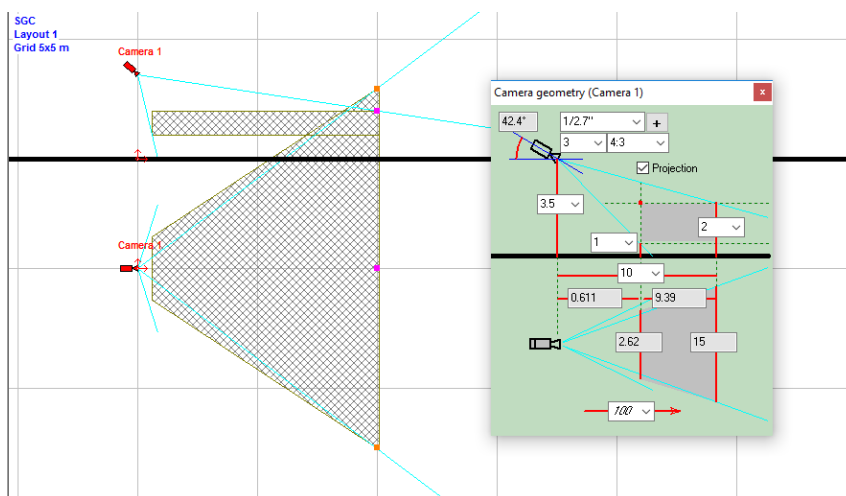 SGC
Layout 1
Grid 5x5 m
Camera 1
Camera 1
Camera geometry (Camera 1)
x
42.4°
1/2.7"
+
3
4:3
Projection
3.5
2
1
10
0.611
9.39
2.62
15
100